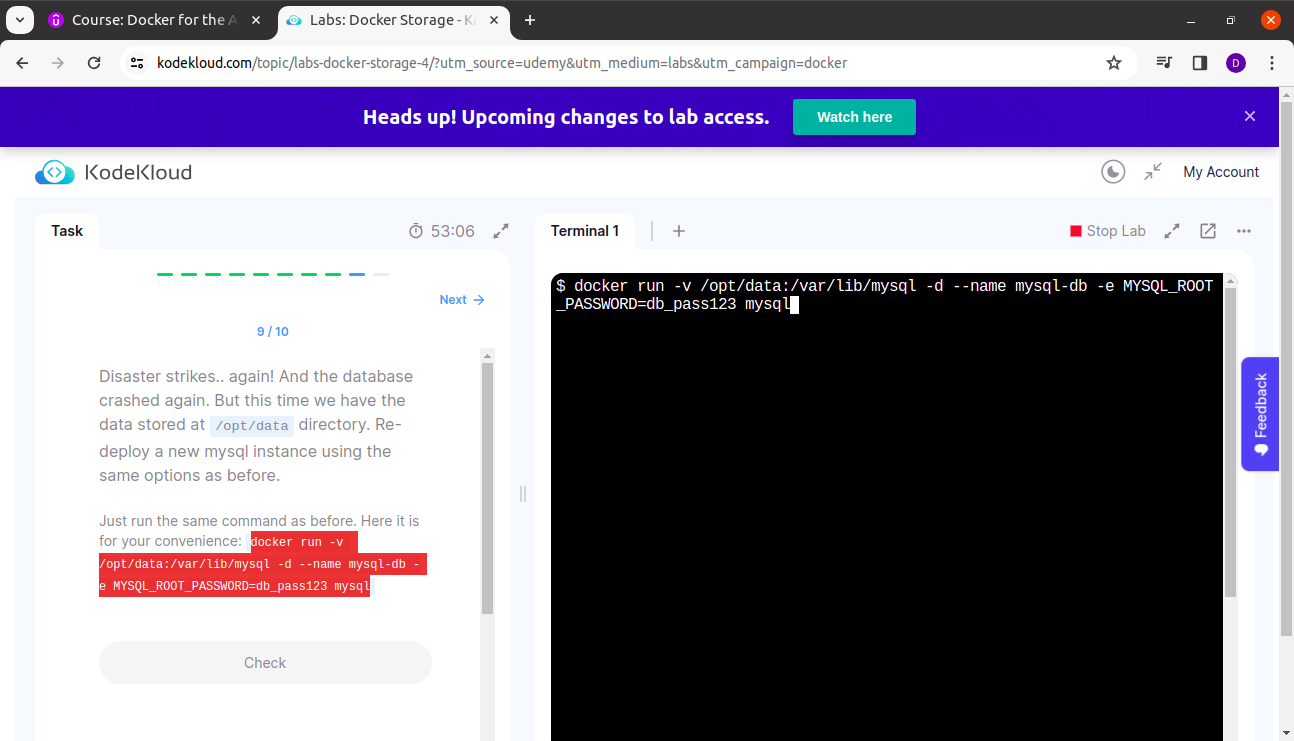 Course: Docker for the A
Labs: Docker Storage - Ko
kodekloud.com/topic/labs-docker-storage-4/?utm_source=udemy&utm_medium=labs&utm_campaign=docker
D
Heads up! Upcoming changes to lab access.
Watch here
KodeKloud
My Account
Task
53:06
Terminal 1
Stop Lab
Next
9 / 10
Disaster strikes.. again! And the database
crashed again. But this time we have the
data stored at /opt/data directory. Re-
deploy a new mysql instance using the
same options as before.
Just run the same command as before. Here it is
for your convenience: docker run -v
/opt/data:/var/lib/mysql -d --name mysql-db -
e MYSQL_ROOT_PASSWORD=db_pass123 mysql
Check
$ docker run -v /opt/data:/var/lib/mysql -d --name mysql-db -e MYSQL_ROOT
_PASSWORD=db_pass123 mysql
Feedback